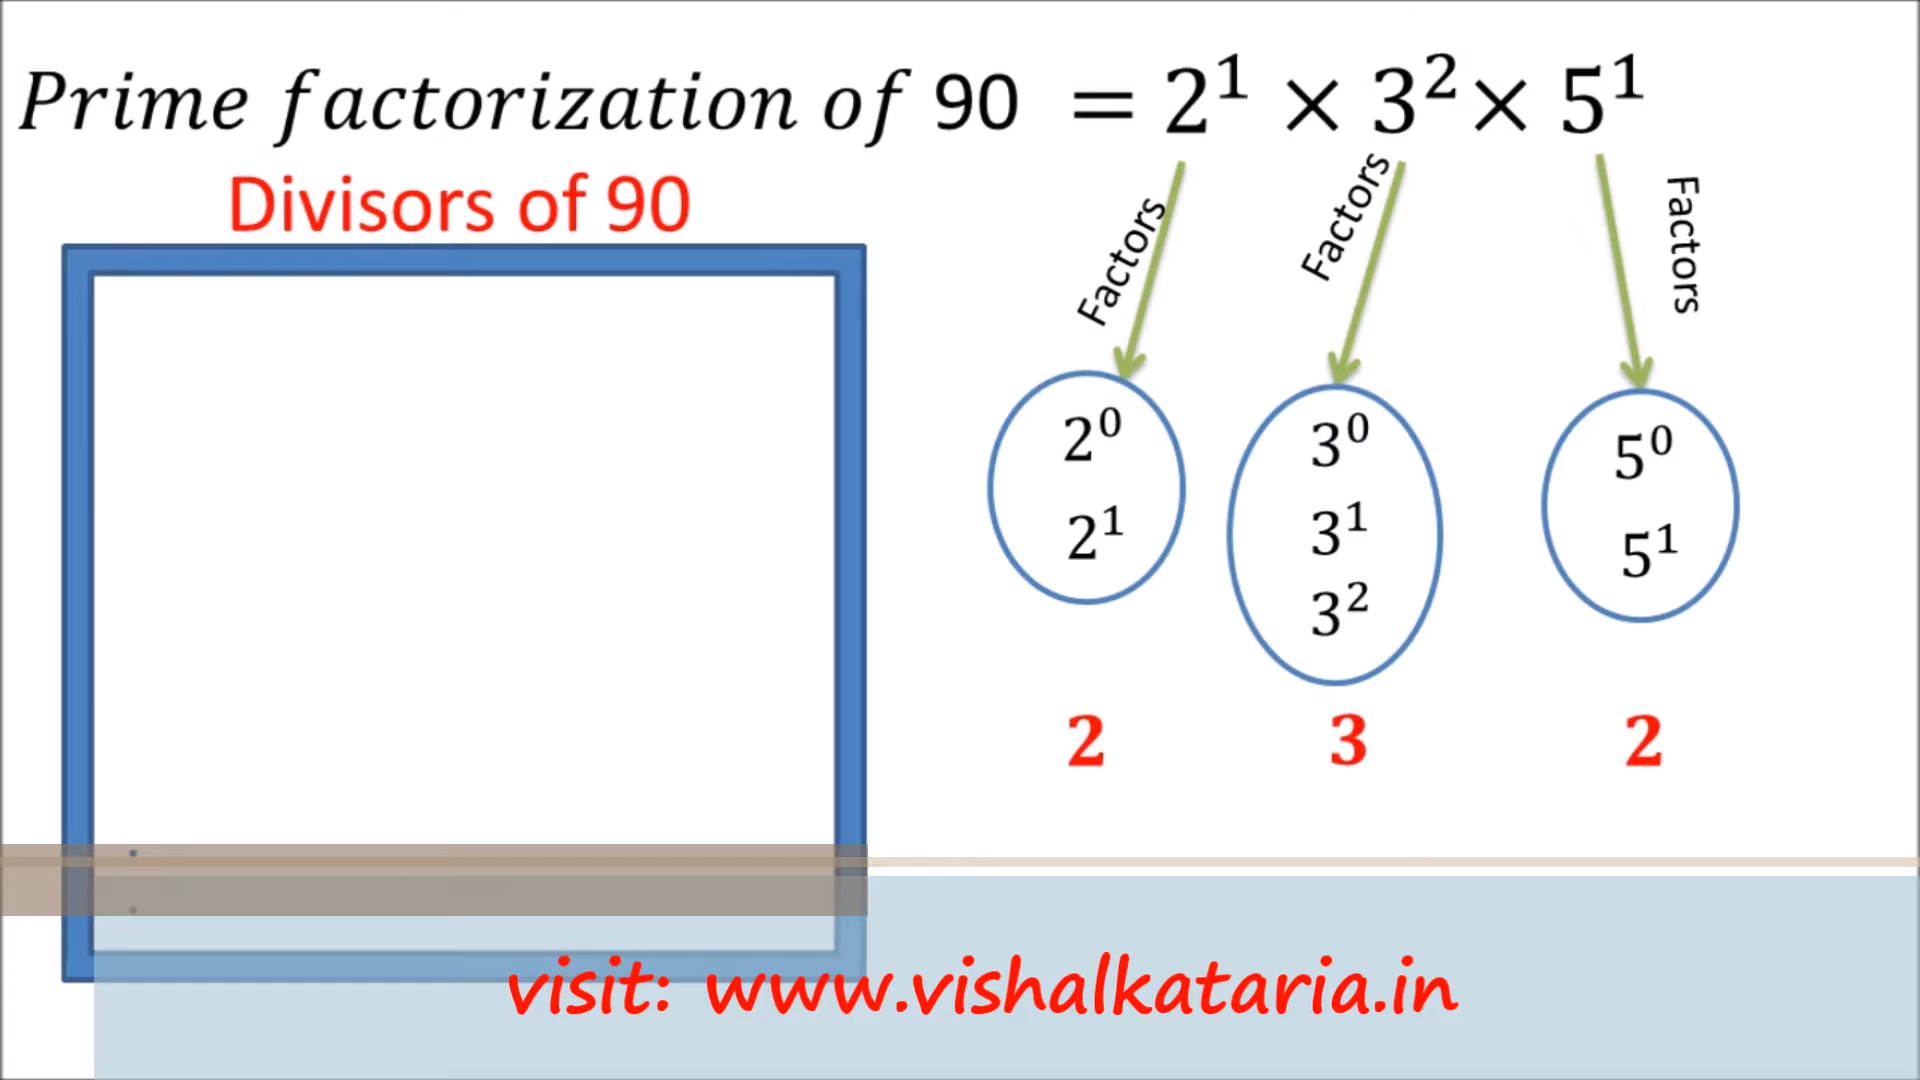 Prime factorization of 90 = 2¹ × 3² × 5¹
Divisors of 90
Factors
Factors
Factors
2⁰
2¹
3⁰
3¹
3²
5⁰
5¹
2 3 2
visit: www.vishalkataria.in